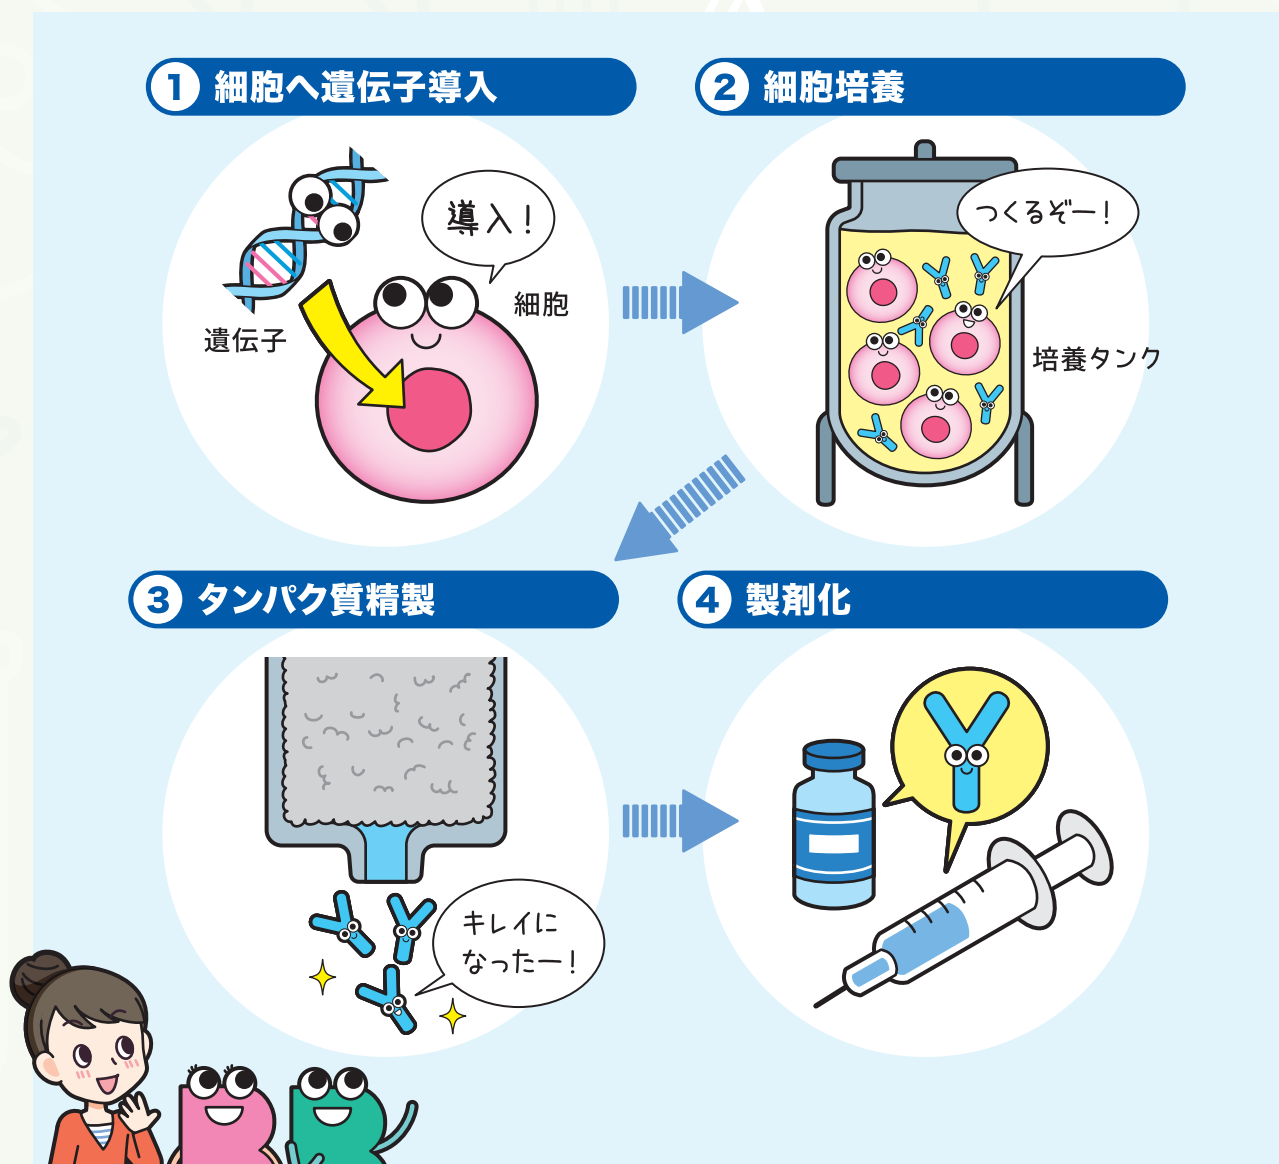 1 細胞へ遺伝子導入
導入！
細胞
遺伝子
2 細胞培養
つくるぞー！
培養タンク
3 タンパク質精製
キレイに
なったー！
4 製剤化